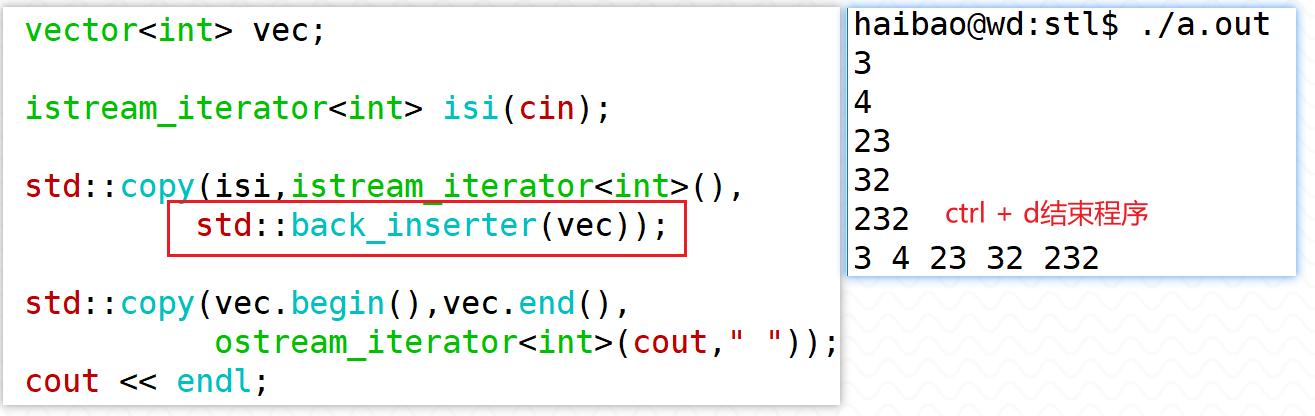 vector<int> vec;
istream_iterator<int> isi(cin);
std::copy(isi,istream_iterator<int>(),
std::back_inserter(vec));
std::copy(vec.begin(),vec.end(),
ostream_iterator<int>(cout," "));
cout << endl;
haibao@wd:stl$ ./a.out
3
4
23
32
232 ctrl + d结束程序
3 4 23 32 232